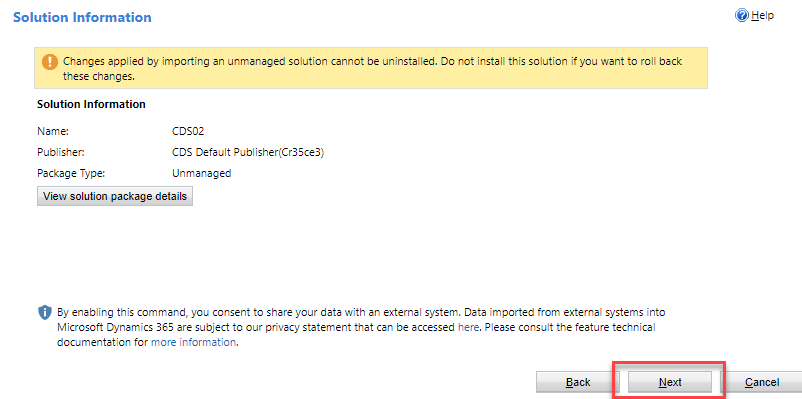 Solution Information
Help
Changes applied by importing an unmanaged solution cannot be uninstalled. Do not install this solution if you want to roll back
these changes.
Solution Information
Name: CDS02
Publisher: CDS Default Publisher(Cr35ce3)
Package Type: Unmanaged
View solution package details
By enabling this command, you consent to share your data with an external system. Data imported from external systems into
Microsoft Dynamics 365 are subject to our privacy statement that can be accessed here. Please consult the feature technical
documentation for more information.
Back Next Cancel